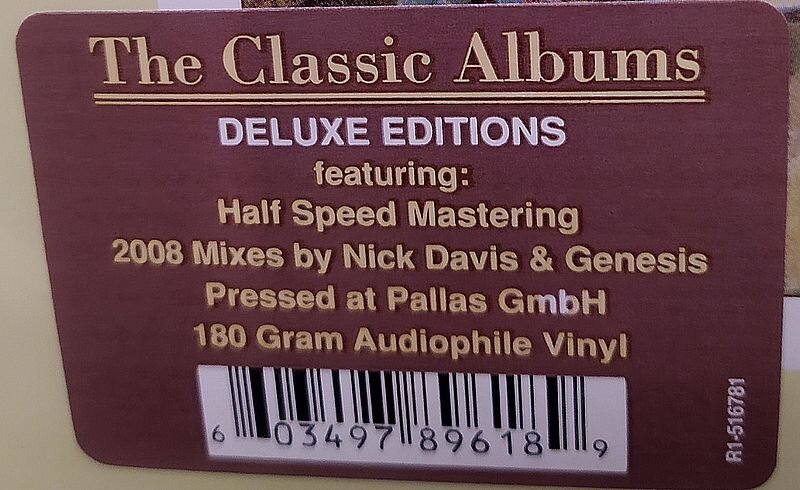 The Classic Albums
DELUXE EDITIONS
featuring:
Half Speed Mastering
2008 Mixes by Nick Davis & Genesis
Pressed at Pallas GmbH
180 Gram Audiophile Vinyl
6 03497 89618 9
R1-516781